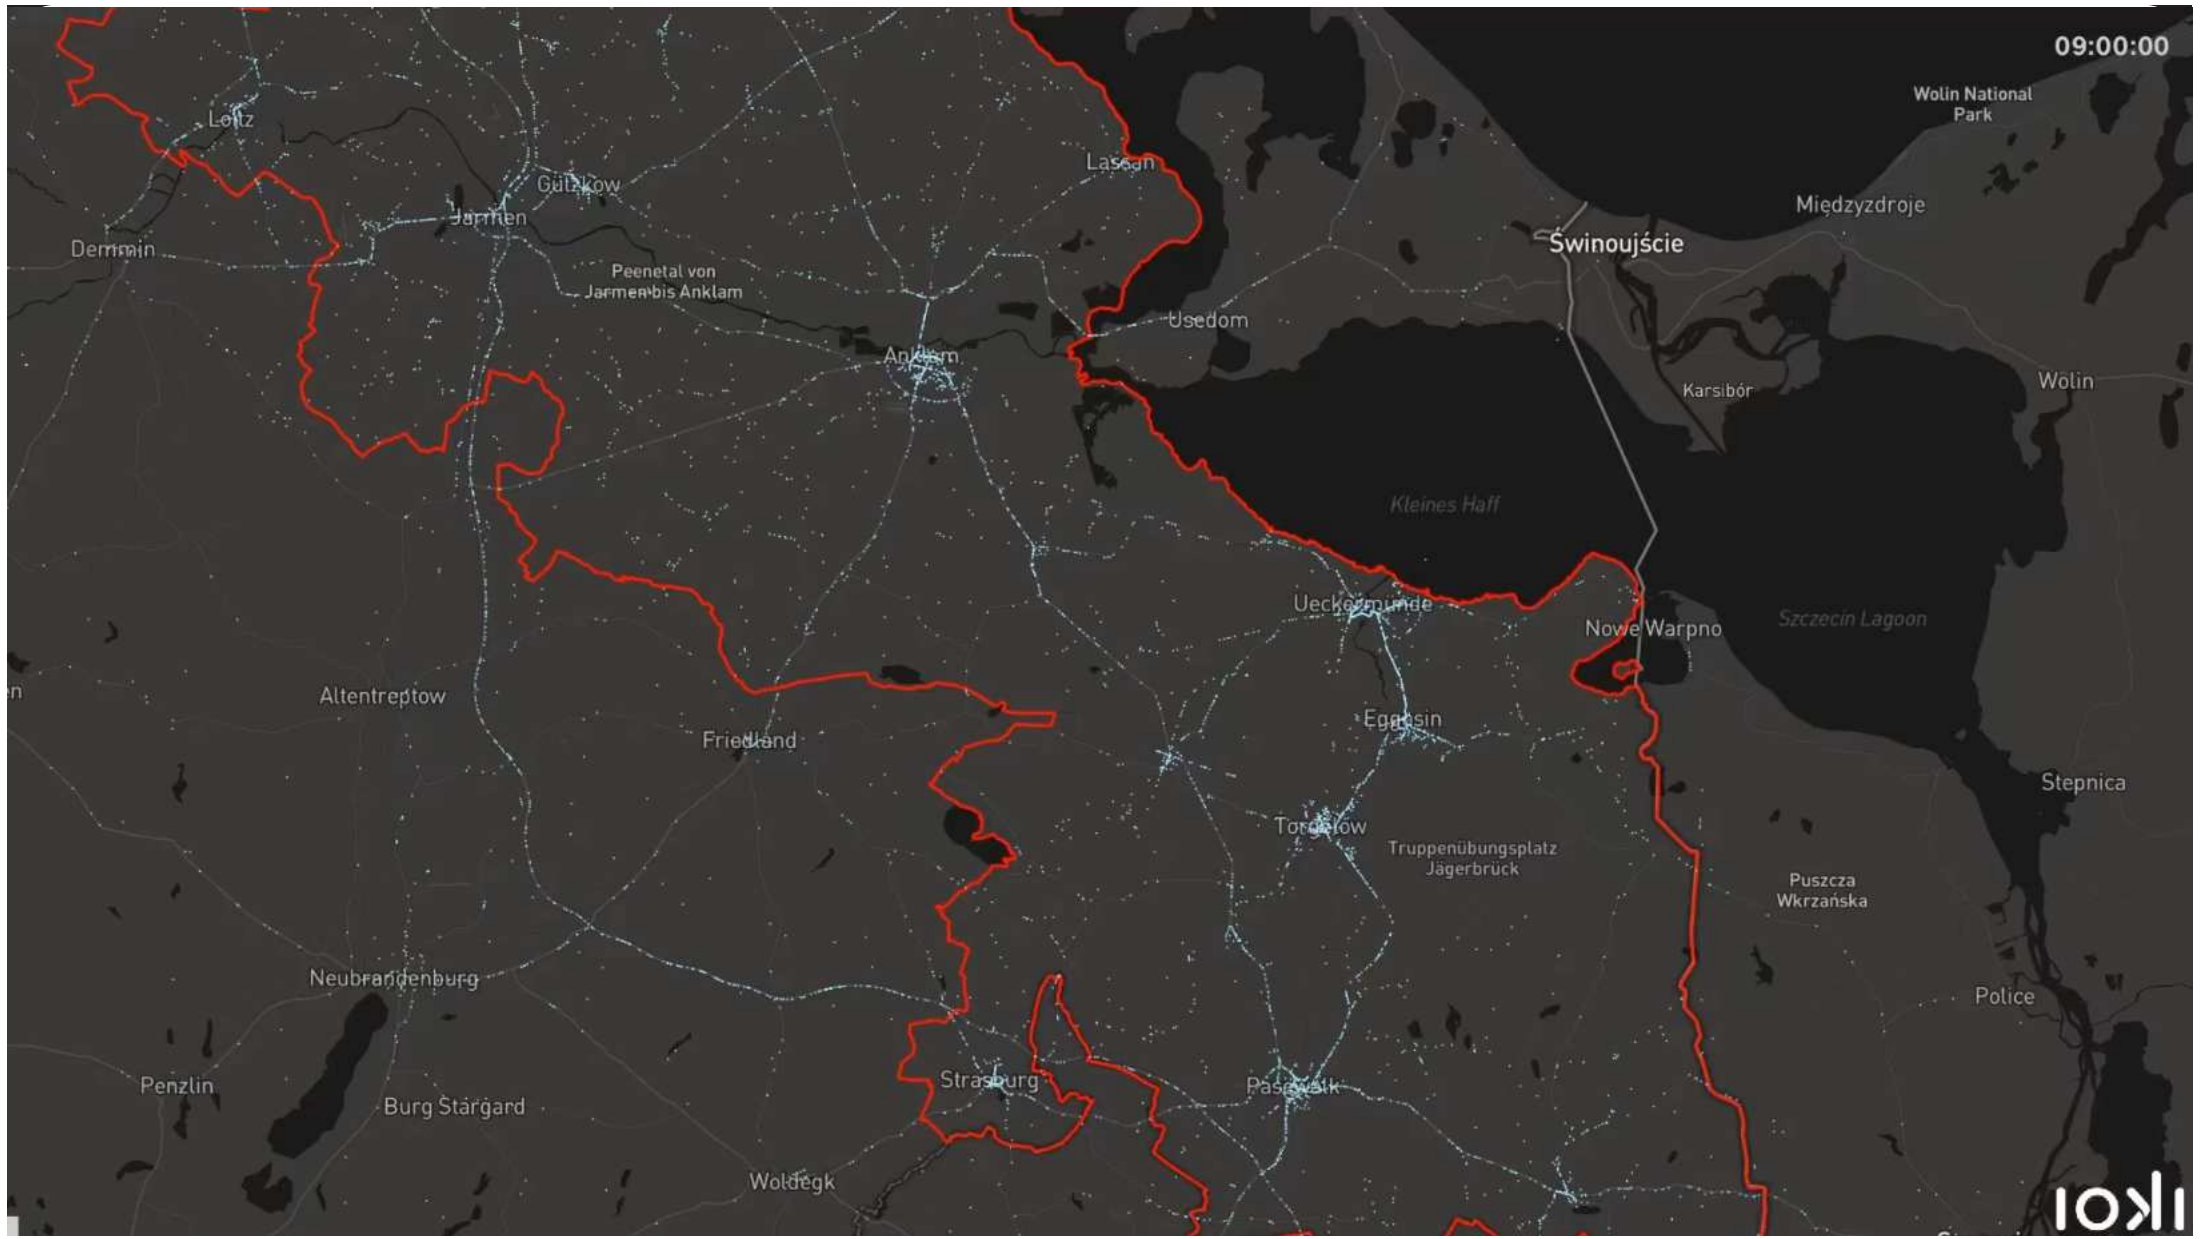 09:00:00
Wolin National
Park
Loitz
Lassan
Gützkow
Międzyzdroje
Jarmen
Świnoujście
Demmin
Peenetal von
Jarmen bis Anklam
Usedom
Anklam
Wolin
Karsibór
Kleines Haff
Ueckermünde
Szczecin Lagoon
Nowe Warpno
en
Altentreptow
Eggesin
Friedland
Stepnica
Torgelow
Truppenübungsplatz
Jägerbrück
Puszcza
Wkrzańska
Neubrandenburg
Police
Strasburg
Penzlin
Pasewalk
Burg Stargard
Woldegk
ioki